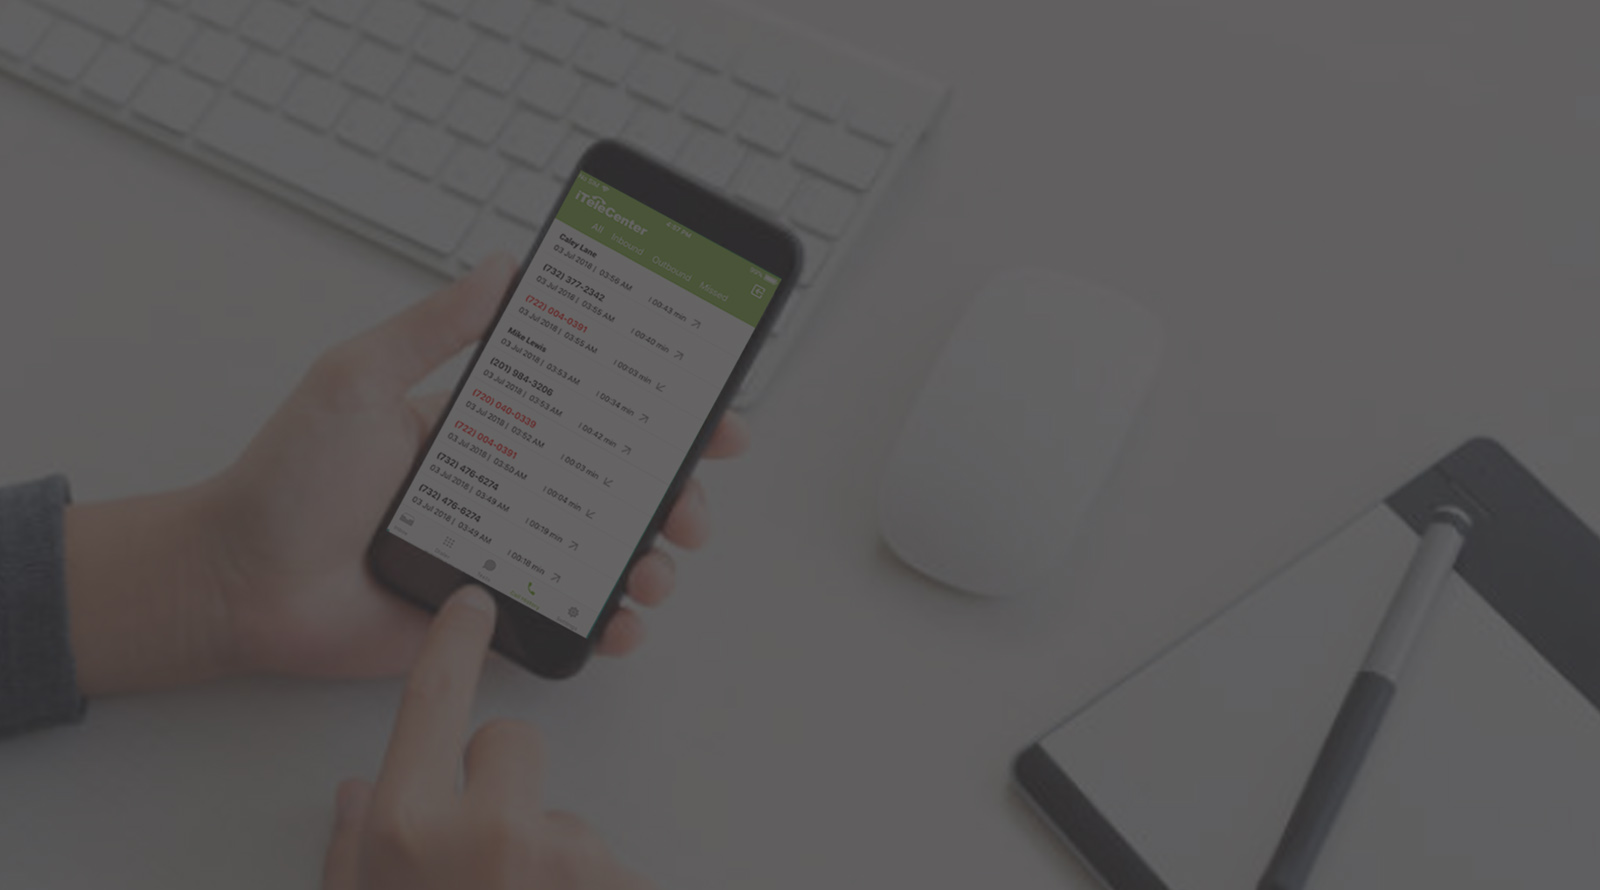 iTeleCenter
4:57 PM
All Inbound Outbound Missed
Caley Lane
03 Jul 2018 | 03:56 AM | 00:43 min
(732) 377-2342
03 Jul 2018 | 03:55 AM | 00:40 min
(722) 004-0391
03 Jul 2018 | 03:55 AM | 00:03 min
Mike Lewis
03 Jul 2018 | 03:53 AM | 00:34 min
(201) 984-3206
03 Jul 2018 | 03:53 AM | 00:42 min
(720) 040-0339
03 Jul 2018 | 03:52 AM | 00:03 min
(722) 004-0391
03 Jul 2018 | 03:50 AM | 00:04 min
(732) 476-6274
03 Jul 2018 | 03:49 AM | 00:19 min
(732) 476-6274
03 Jul 2018 | 03:49 AM | 00:18 min